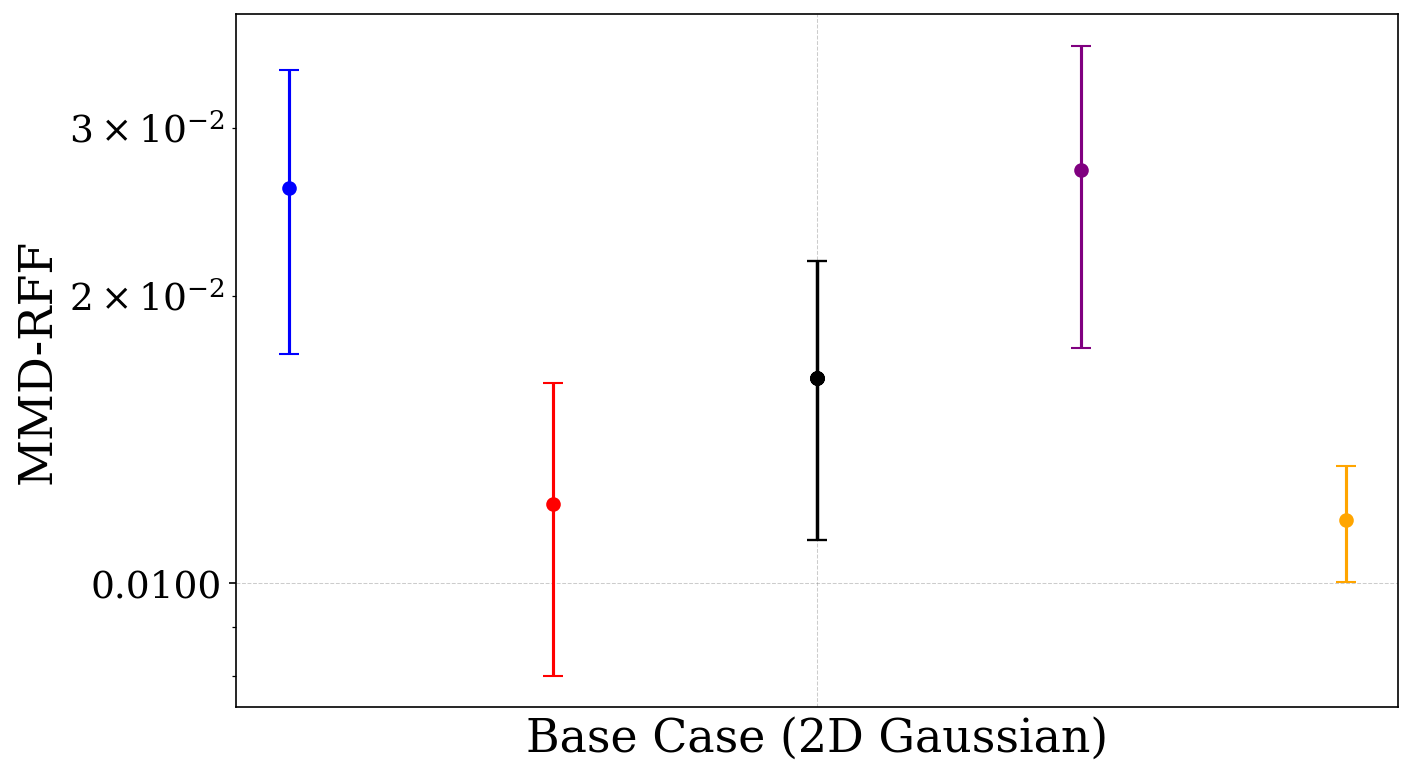 MMD-RFF
3 × 10⁻²
2 × 10⁻²
0.0100
Base Case (2D Gaussian)